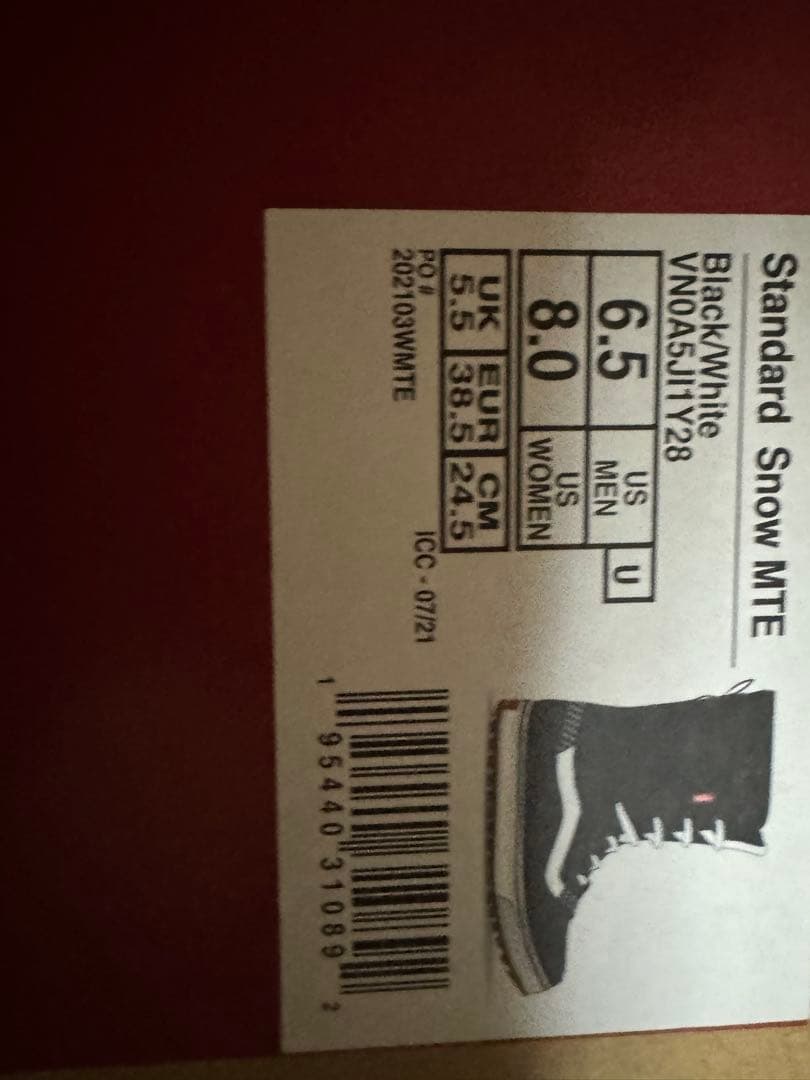 Standard Snow MTE
Black/White
VN0A5JI1Y28
6.5 US MEN U
8.0 US WOMEN
UK EUR CM
5.5 38.5 24.5
PO #
202103WMTE
ICC - 07/21
1 95440 31089 2